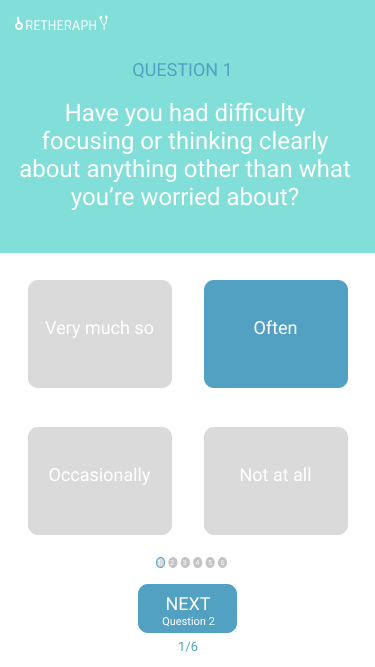 PRETHERAPHY
QUESTION 1
Have you had difficulty
focusing or thinking clearly
about anything other than what
you’re worried about?
Very much so
Often
Occasionally
Not at all
1 2 3 4 5 6
NEXT
Question 2
1/6